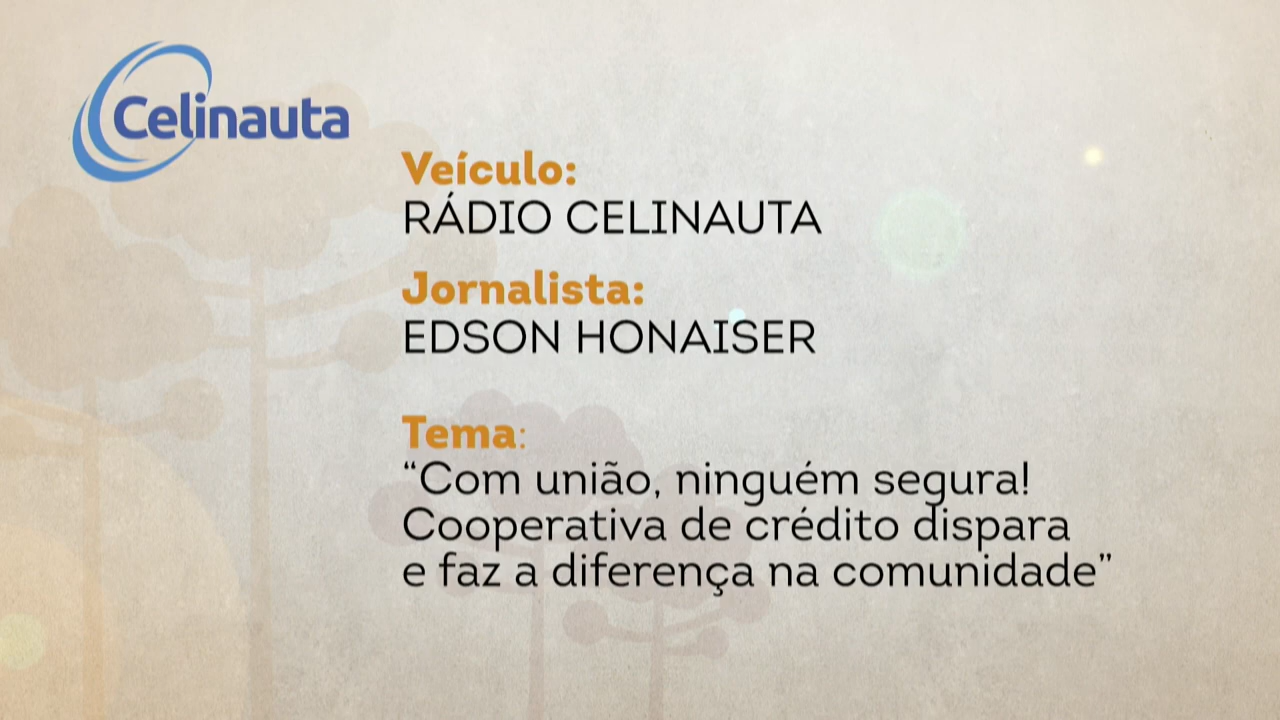 Celinauta
Veículo:
RÁDIO CELINAUTA
Jornalista:
EDSON HONAISER
Tema:
“Com união, ninguém segura!
Cooperativa de crédito dispara
e faz a diferença na comunidade”